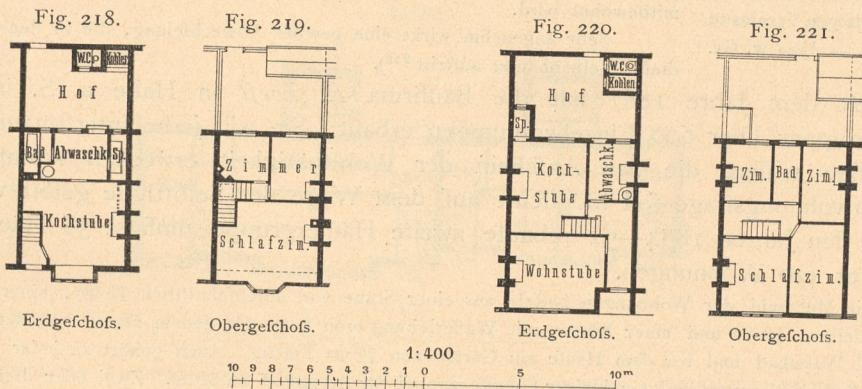 Fig. 218.
W.C
Kohlen
Hof
Bad
Abwaschk.
Sp.
Kochstube
Erdgeſchoſs.
Fig. 219.
Zimmer
Schlafzim.
Obergeſchoſs.
Fig. 220.
W.C
Kohlen
Hof
Sp.
Koch-
stube
Abwaschk.
Wohnstube
Erdgeſchoſs.
Fig. 221.
Zim.
Bad
Zim.
Schlafzim.
Obergeſchoſs.
1:400
10 9 8 7 6 5 4 3 2 1 0 5 10 m